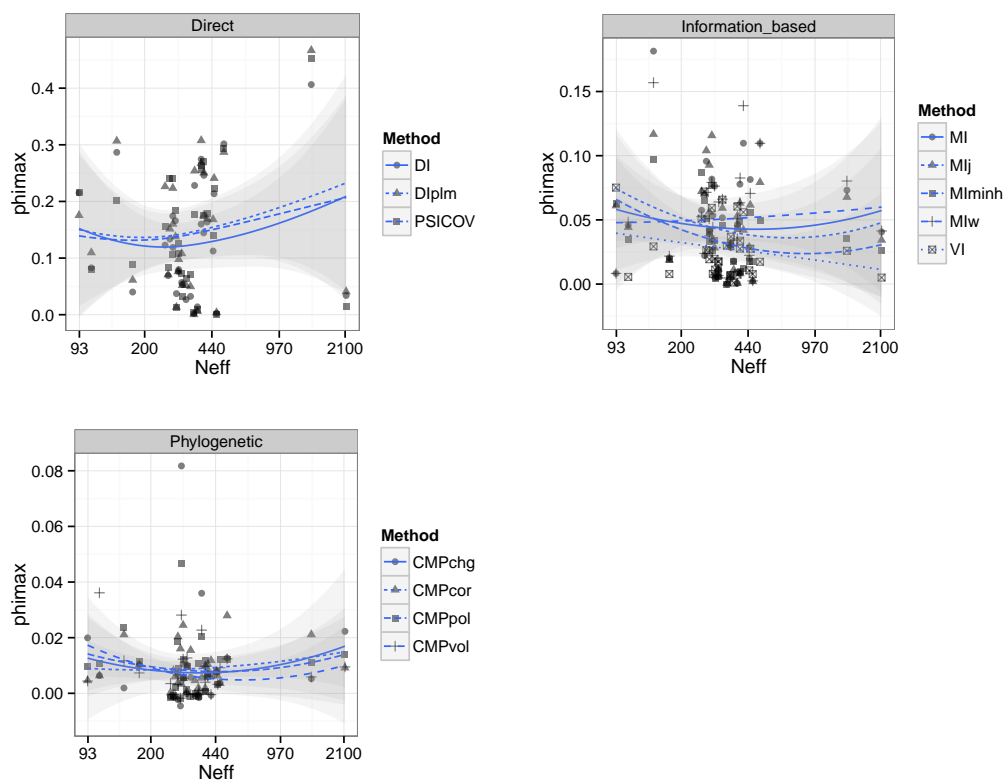 Direct
phimax
0.4
0.3
0.2
0.1
0.0
93 200 440 970 2100
Neff
Method
DI
DIplm
PSICOV
Information_based
phimax
0.15
0.10
0.05
0.00
93 200 440 970 2100
Neff
Method
MI
MIj
MIminh
MIw
VI
Phylogenetic
phimax
0.08
0.06
0.04
0.02
0.00
93 200 440 970 2100
Neff
Method
CMPchg
CMPcor
CMPpol
CMPvol